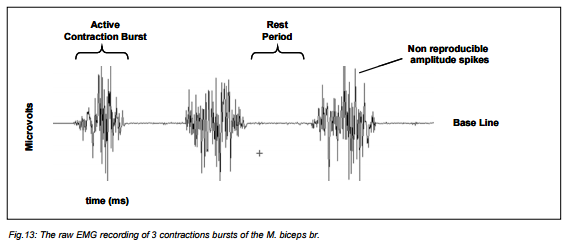 Active
Contraction Burst
Rest
Period
Non reproducible
amplitude spikes
Microvolts
Base Line
time (ms)
Fig.13: The raw EMG recording of 3 contractions bursts of the M. biceps br.